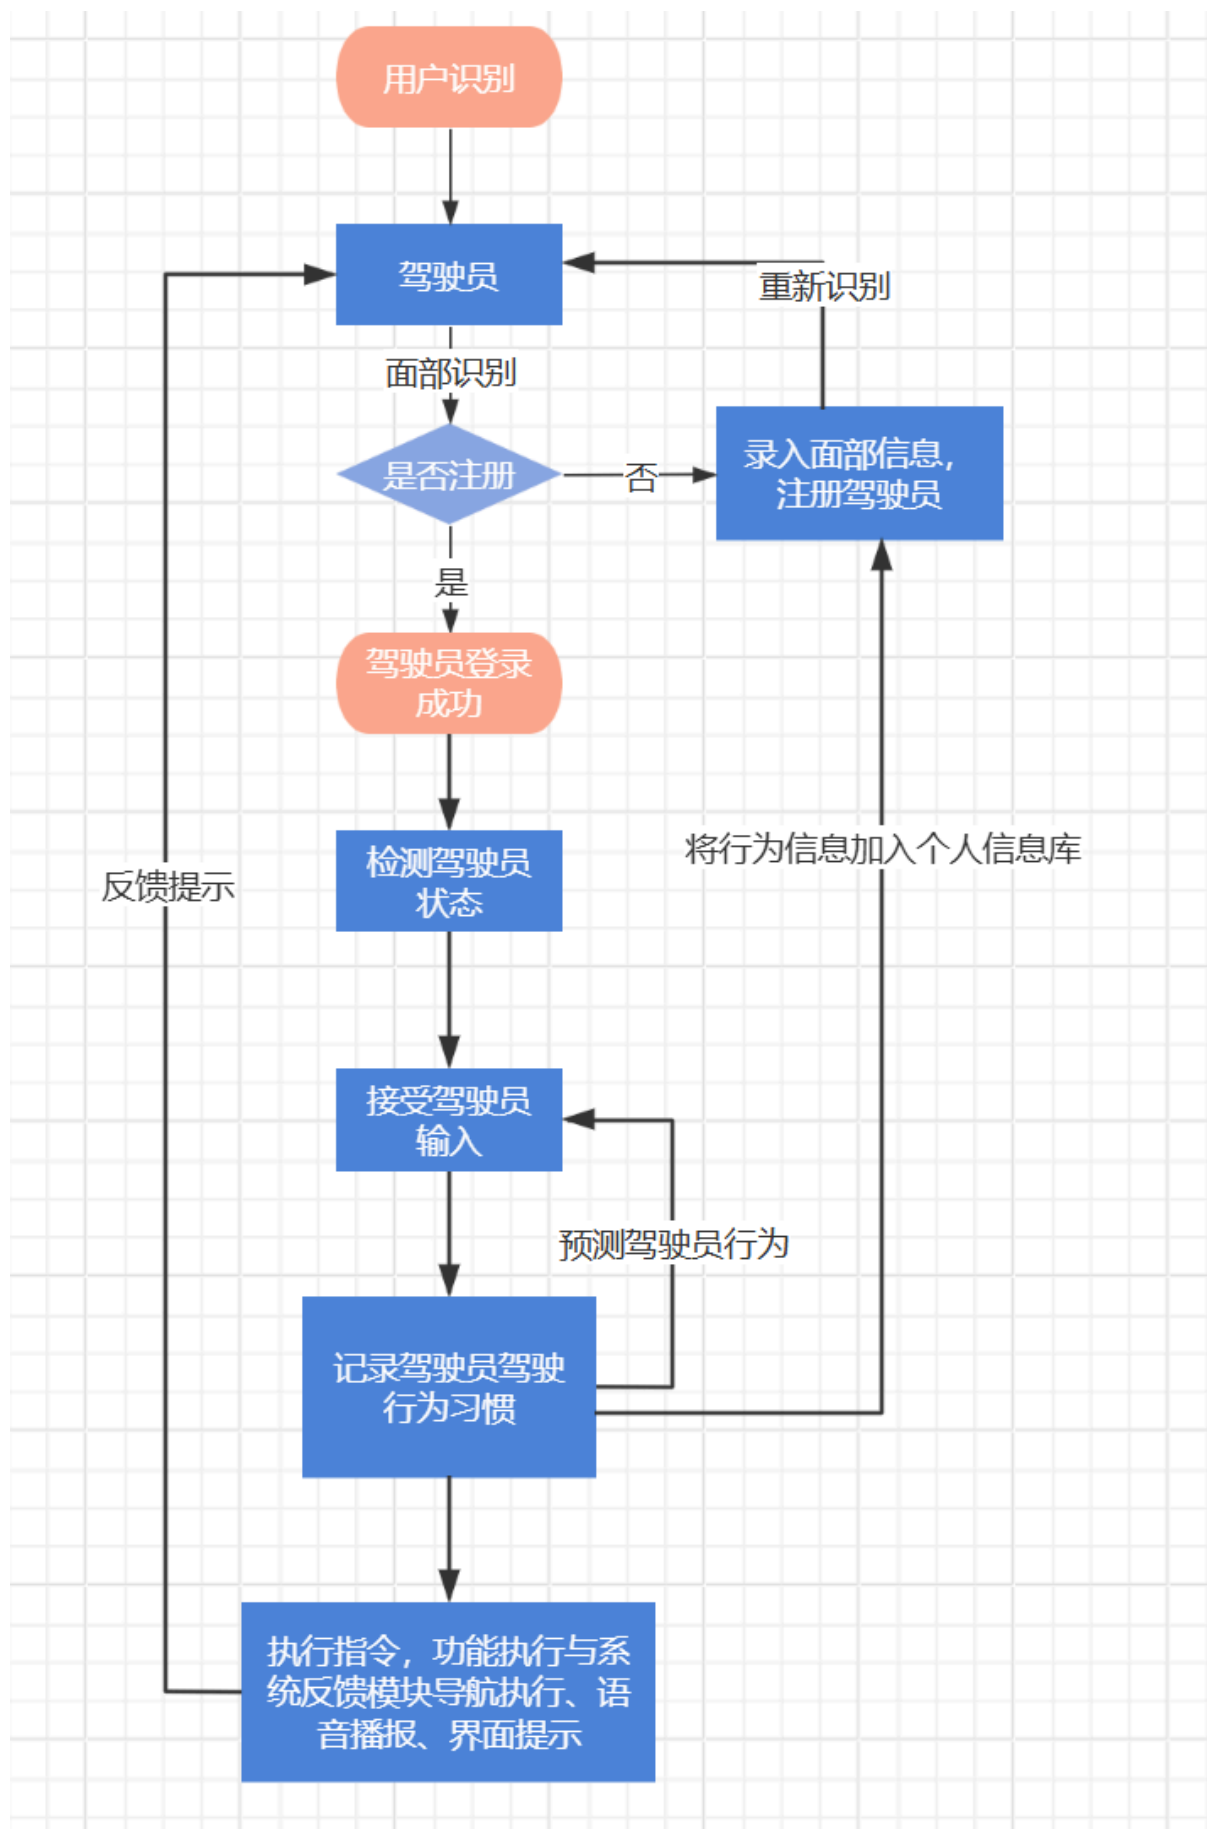 用户识别
驾驶员
重新识别
面部识别
是否注册
否
录入面部信息，
注册驾驶员
是
驾驶员登录
成功
将行为信息加入个人信息库
检测驾驶员
状态
反馈提示
接受驾驶员
输入
预测驾驶员行为
记录驾驶员驾驶
行为习惯
执行指令，功能执行与系
统反馈模块导航执行、语
音播报、界面提示